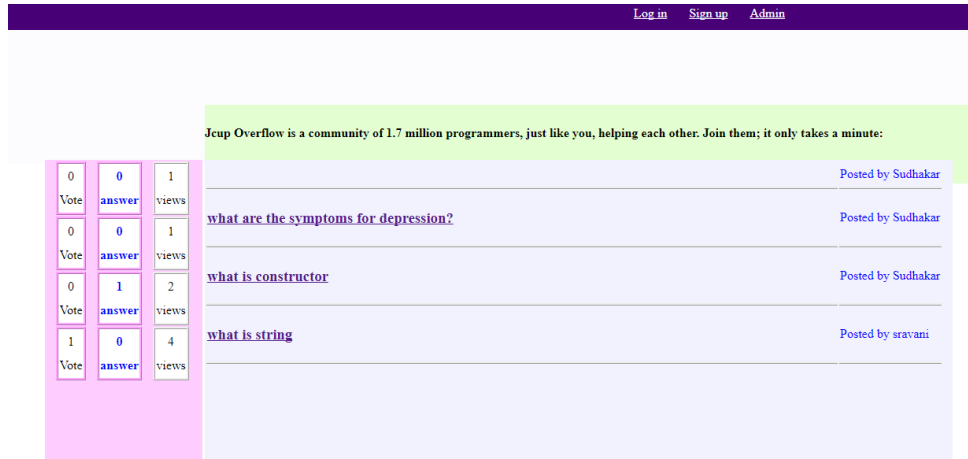 Log in Sign up Admin
Jcup Overflow is a community of 1.7 million programmers, just like you, helping each other. Join them; it only takes a minute:
0 0 1 Posted by Sudhakar
Vote answer views
0 0 1 what are the symptoms for depression? Posted by Sudhakar
Vote answer views
0 1 2 what is constructor Posted by Sudhakar
Vote answer views
1 0 4 what is string Posted by sravani
Vote answer views